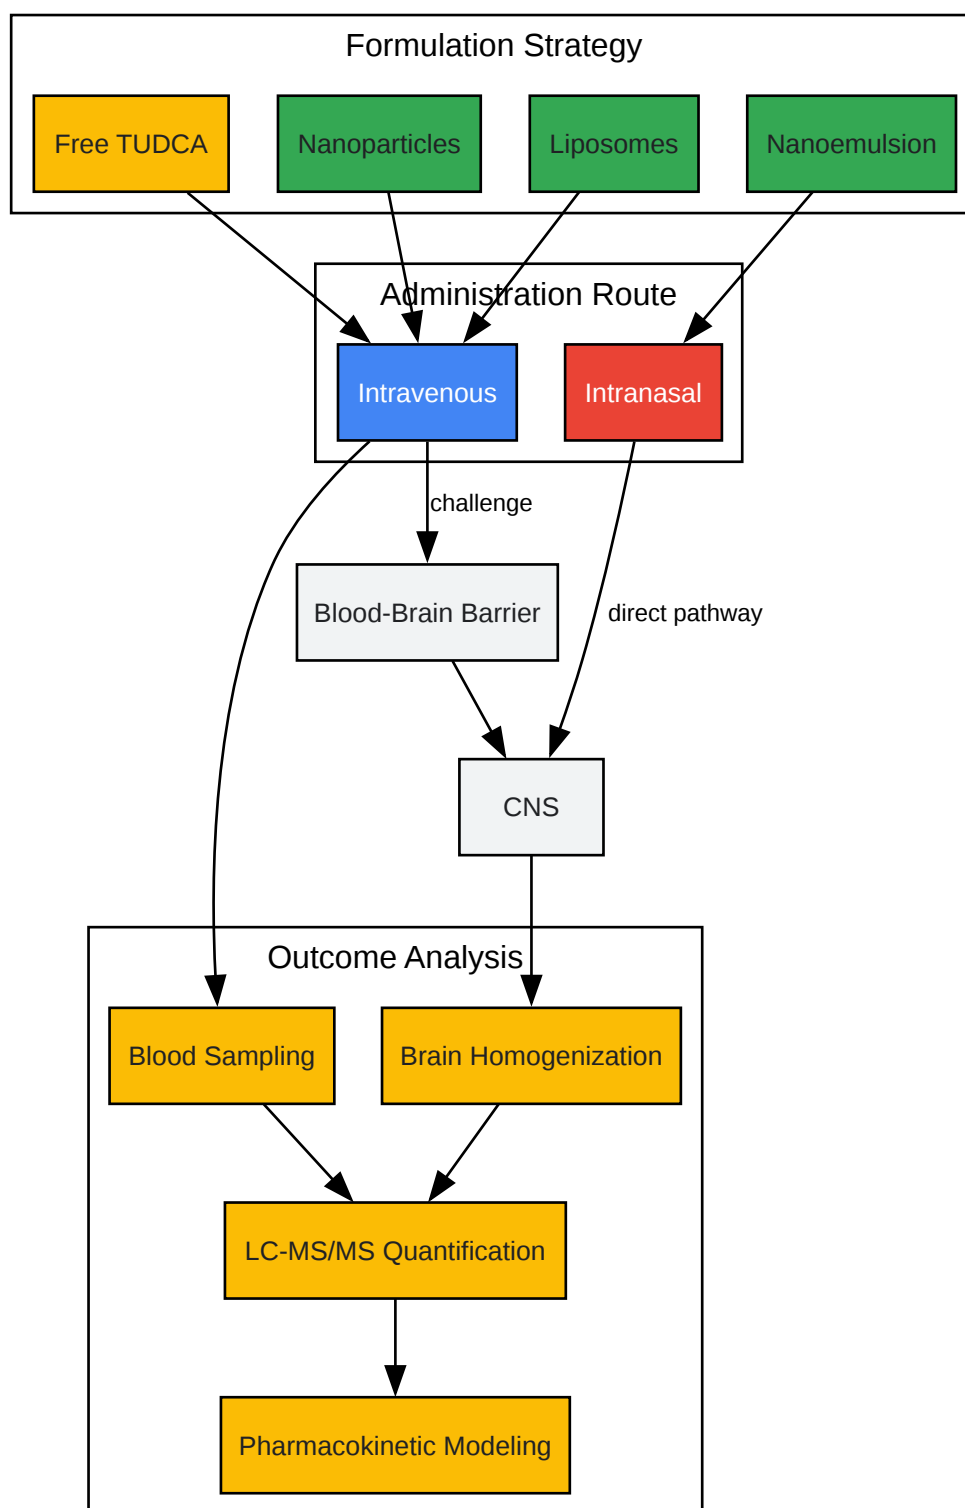 Formulation Strategy
Free TUDCA
Nanoparticles
Liposomes
Nanoemulsion
Administration Route
Intravenous
Intranasal
challenge
Blood-Brain Barrier
direct pathway
CNS
Outcome Analysis
Blood Sampling
Brain Homogenization
LC-MS/MS Quantification
Pharmacokinetic Modeling